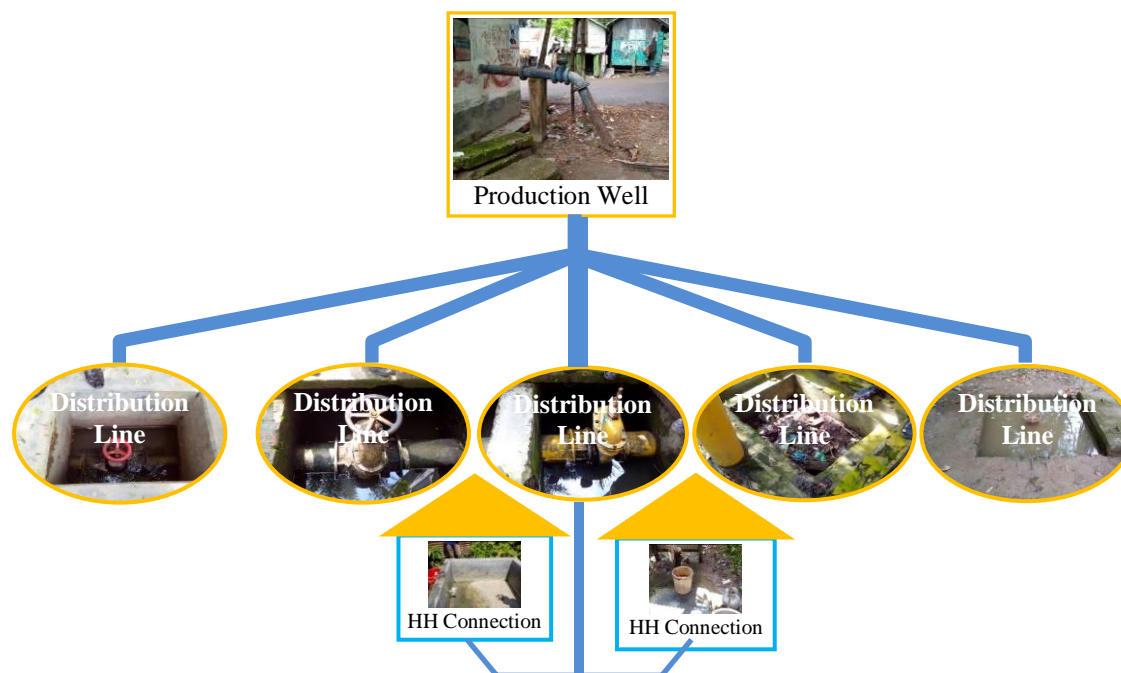 Production Well
Distribution
Line
Distribution
Line
Distribution
Line
Distribution
Line
Distribution
Line
HH Connection
HH Connection